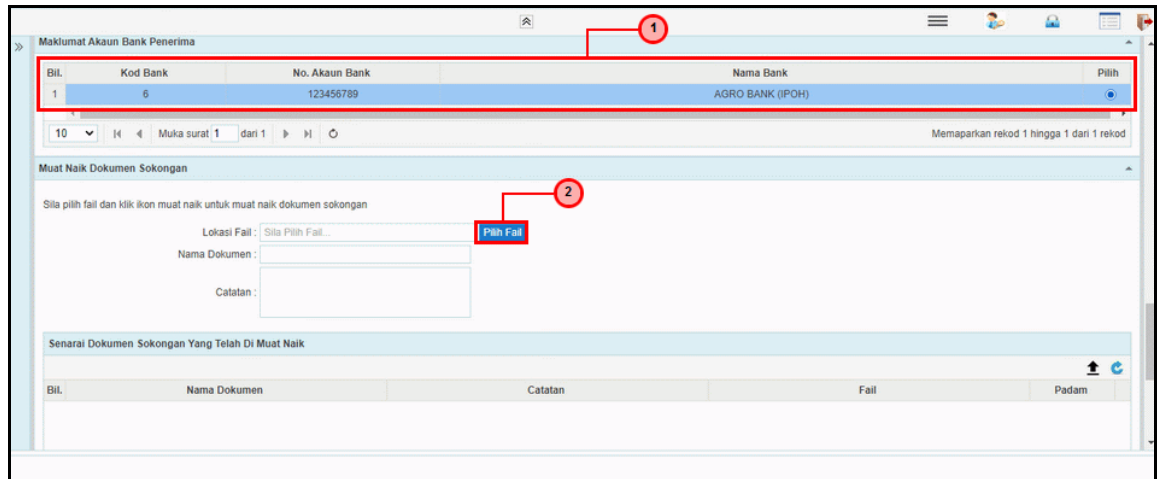 1
Maklumat Akaun Bank Penerima
Bil. Kod Bank No. Akaun Bank Nama Bank Pilih
1 6 123456789 AGRO BANK (IPOH)
10 Muka surat 1 dari 1 Memaparkan rekod 1 hingga 1 dari 1 rekod
Muat Naik Dokumen Sokongan
2
Sila pilih fail dan klik ikon muat naik untuk muat naik dokumen sokongan
Lokasi Fail : Sila Pilih Fail... Pilih Fail
Nama Dokumen :
Catatan :
Senarai Dokumen Sokongan Yang Telah Di Muat Naik
Bil. Nama Dokumen Catatan Fail Padam